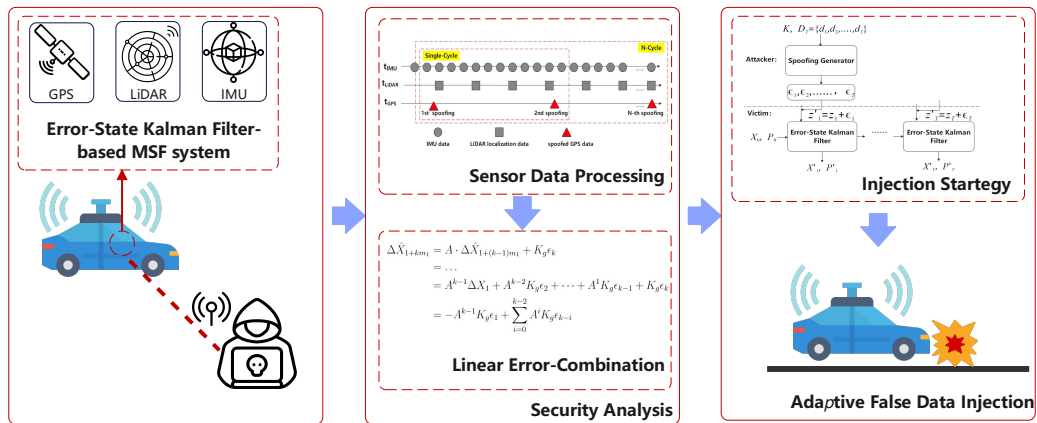 GPS
LiDAR
IMU
Error-State Kalman Filter-
based MSF system
Single-Cycle
N-Cycle
t_IMU
t_LiDAR
t_GPS
1st spoofing
2nd spoofing
N-th spoofing
IMU data
LiDAR localization data
spoofed GPS data
Sensor Data Processing
ΔX̂_{1+km_1} = A · ΔX̂_{1+(k-1)m_1} + K_g ϵ_k
= ...
= A^{k-1}ΔX_1 + A^{k-2}K_g ϵ_2 + ··· + A^1 K_g ϵ_{k-1} + K_g ϵ_k
= -A^{k-1}K_g ϵ_1 + \sum_{i=0}^{k-2} A^i K_g ϵ_{k-i}
Linear Error-Combination
Security Analysis
K, D_T={d_1,d_2,....,d_T}
Attacker:
Spoofing Generator
ϵ_1,ϵ_2,......, ϵ_T
Victim:
z'_1=z_1+ϵ_1
z'_T=z_T+ϵ_T
X_0, P_0
Error-State Kalman
Filter
......
Error-State Kalman
Filter
X'_1, P'_1
X'_T, P'_T
Injection Startegy
Adaptive False Data Injection